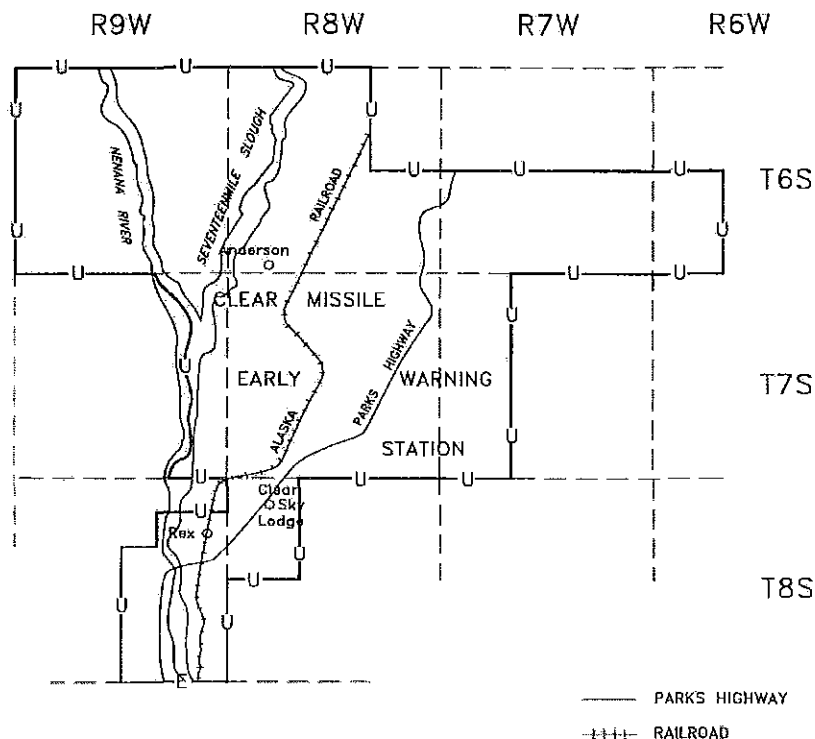 R9W R8W R7W R6W
U U U
U U
NENANA RIVER
SEVENTEENMILE SLOUGH
RAILROAD
U U U
T6S
U U
Anderson
U U U
CLEAR MISSILE
U
PARKS HIGHWAY
U
EARLY WARNING
T7S
ALASKA
U
STATION
U U U
Clear
Sky
Lodge
U
Rex
U
U
U U
T8S
E
PARKS HIGHWAY
RAILROAD